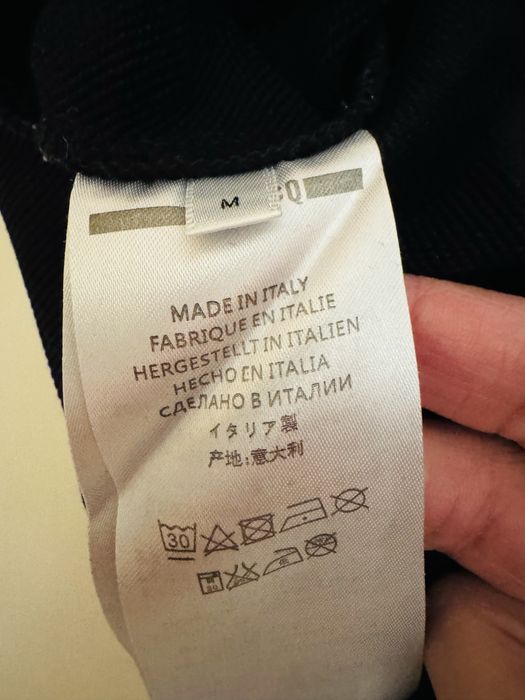 M
Q
MADE IN ITALY
FABRIQUE EN ITALIE
HERGESTELLT IN ITALIEN
HECHO EN ITALIA
СДЕЛАНО В ИТАЛИИ
イタリア製
产地:意大利
30